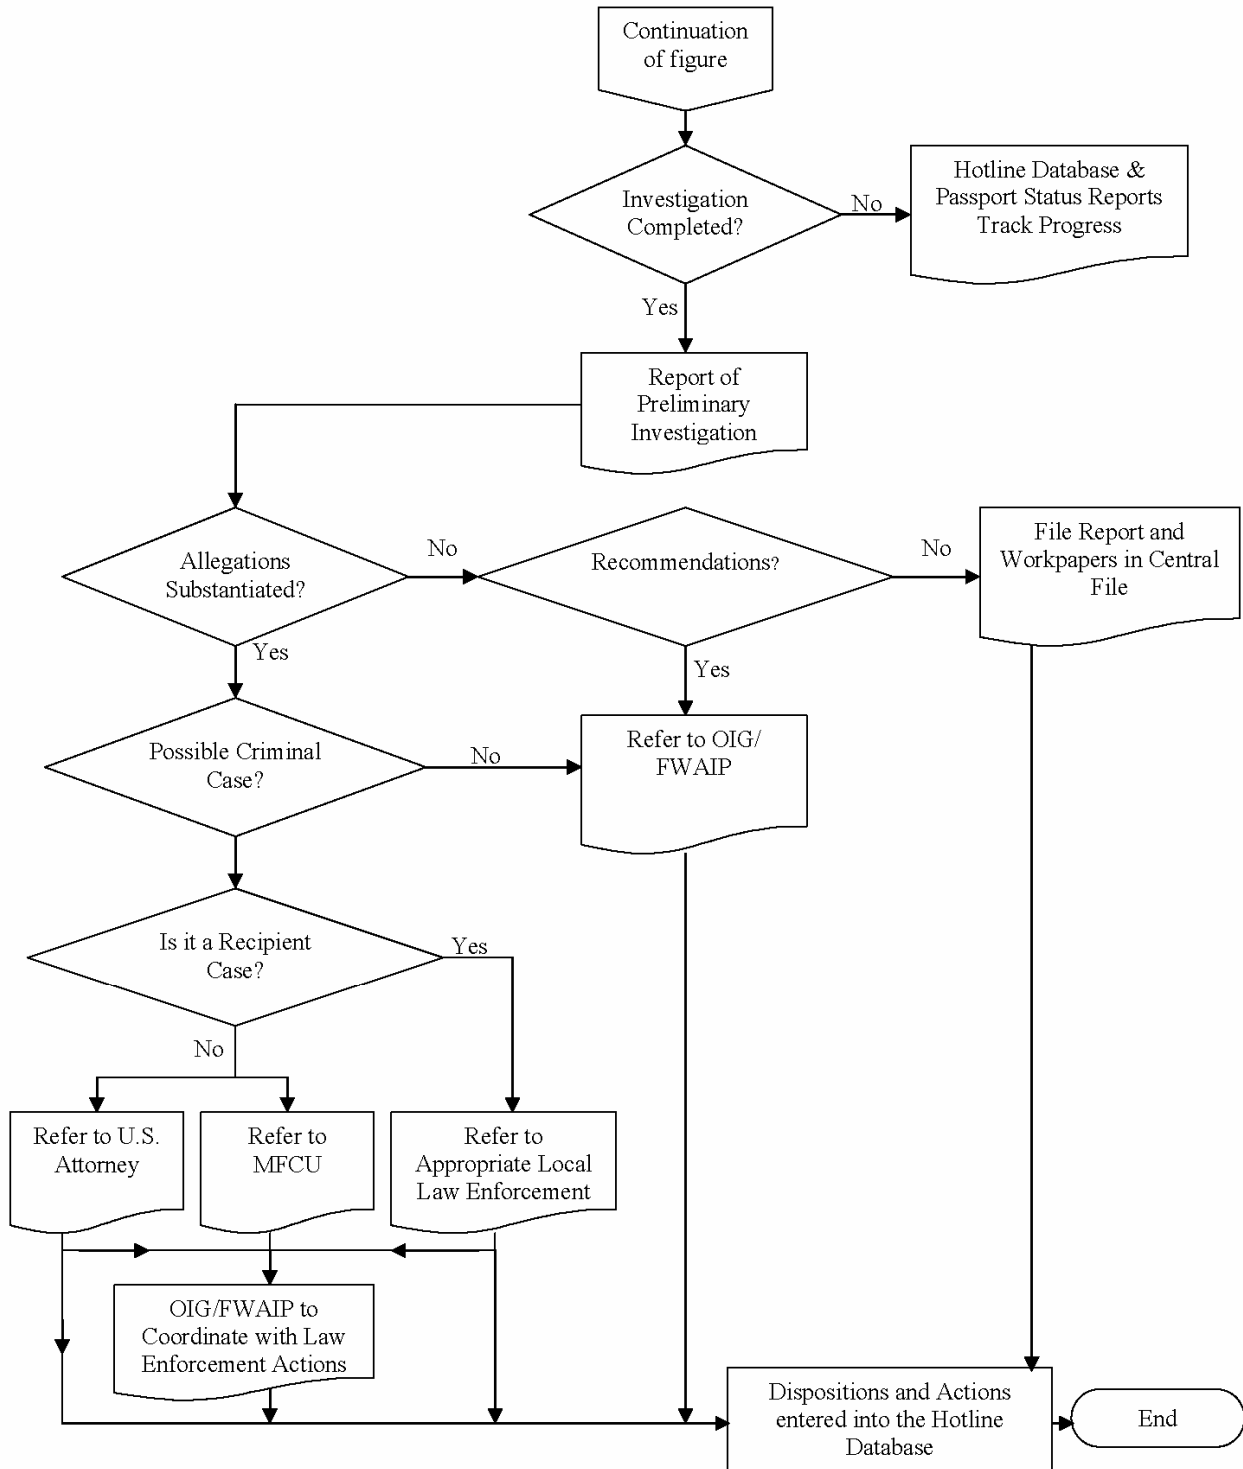 Continuation
of figure
Investigation
Completed?
No
Hotline Database &
Passport Status Reports
Track Progress
Yes
Report of
Preliminary
Investigation
Allegations
Substantiated?
No
Recommendations?
No
File Report and
Workpapers in Central
File
Yes
Yes
Possible Criminal
Case?
No
Refer to OIG/
FWAIP
Is it a Recipient
Case?
Yes
No
Refer to U.S.
Attorney
Refer to
MFCU
Refer to
Appropriate Local
Law Enforcement
OIG/FWAIP to
Coordinate with Law
Enforcement Actions
Dispositions and Actions
entered into the Hotline
Database
End